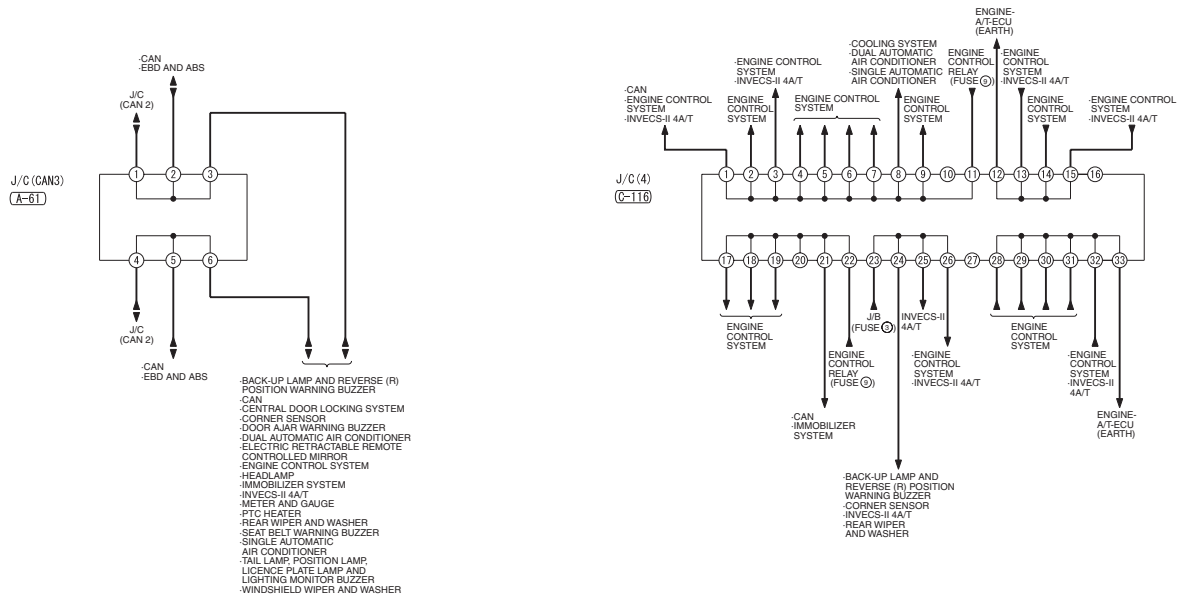 ·CAN
·EBD AND ABS
J/C
(CAN 2)
J/C(CAN3)
A-61
1
2
3
4
5
6
J/C
(CAN 2)
·CAN
·EBD AND ABS
·BACK-UP LAMP AND REVERSE (R)
POSITION WARNING BUZZER
·CAN
·CENTRAL DOOR LOCKING SYSTEM
·CORNER SENSOR
·DOOR AJAR WARNING BUZZER
·DUAL AUTOMATIC AIR CONDITIONER
·ELECTRIC RETRACTABLE REMOTE
CONTROLLED MIRROR
·ENGINE CONTROL SYSTEM
·HEADLAMP
·IMMOBILIZER SYSTEM
·INVECS-II 4A/T
·METER AND GAUGE
·PTC HEATER
·REAR WIPER AND WASHER
·SEAT BELT WARNING BUZZER
·SINGLE AUTOMATIC
AIR CONDITIONER
·TAIL LAMP, POSITION LAMP,
LICENCE PLATE LAMP AND
LIGHTING MONITOR BUZZER
·WINDSHIELD WIPER AND WASHER
J/C(4)
C-116
·CAN
·ENGINE CONTROL
SYSTEM
·INVECS-II 4A/T
ENGINE
CONTROL
SYSTEM
·ENGINE CONTROL
SYSTEM
·INVECS-II 4A/T
ENGINE CONTROL
SYSTEM
·COOLING SYSTEM
·DUAL AUTOMATIC
AIR CONDITIONER
·SINGLE AUTOMATIC
AIR CONDITIONER
ENGINE
CONTROL
SYSTEM
ENGINE
CONTROL
RELAY
(FUSE 9)
ENGINE-
A/T-ECU
(EARTH)
·ENGINE
CONTROL
SYSTEM
·INVECS-II 4A/T
ENGINE
CONTROL
SYSTEM
·ENGINE CONTROL
SYSTEM
·INVECS-II 4A/T
1
2
3
4
5
6
7
8
9
10
11
12
13
14
15
16
17
18
19
20
21
22
23
24
25
26
27
28
29
30
31
32
33
ENGINE
CONTROL
SYSTEM
·CAN
·IMMOBILIZER
SYSTEM
ENGINE
CONTROL
RELAY
(FUSE 9)
J/B
(FUSE 3)
·BACK-UP LAMP AND
REVERSE (R) POSITION
WARNING BUZZER
·CORNER SENSOR
·INVECS-II 4A/T
·REAR WIPER
AND WASHER
INVECS-II
4A/T
·ENGINE
CONTROL
SYSTEM
·INVECS-II 4A/T
ENGINE
CONTROL
SYSTEM
·ENGINE
CONTROL
SYSTEM
·INVECS-II
4A/T
ENGINE-
A/T-ECU
(EARTH)